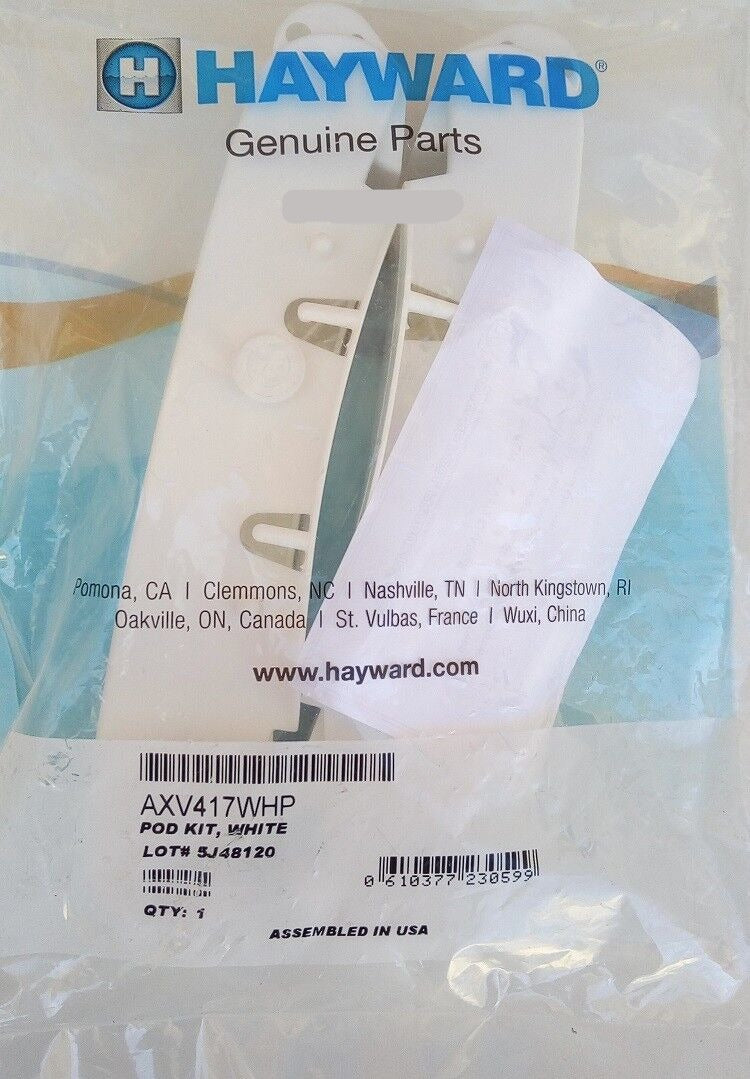 HAYWARD®
Genuine Parts
Pomona, CA | Clemmons, NC | Nashville, TN | North Kingstown, RI
Oakville, ON, Canada | St. Vulbas, France | Wuxi, China
www.hayward.com
AXV417WHP
POD KIT, WHITE
LOT# 5J48120
0 610377 230599
QTY: 1
ASSEMBLED IN USA